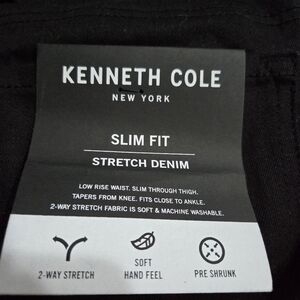 KENNETH COLE
NEW YORK
SLIM FIT
STRETCH DENIM
LOW RISE WAIST. SLIM THROUGH THIGH.
TAPERS FROM KNEE. FITS CLOSE TO ANKLE.
2-WAY STRETCH FABRIC IS SOFT & MACHINE WASHABLE.
2-WAY STRETCH
SOFT
HAND FEEL
PRE SHRUNK